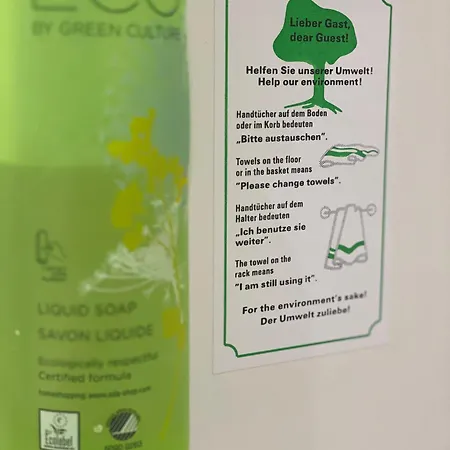 BY GREEN CULTURE
LIQUID SOAP
SAVON LIQUIDE
Ecologically respectful
Certified formula
Ecolabel
Lieber Gast,
dear Guest!
Helfen Sie unserer Umwelt!
Help our environment!
Handtücher auf dem Boden
oder im Korb bedeuten
„Bitte austauschen”.
Towels on the floor
or in the basket means
“Please change towels”.
Handtücher auf dem
Halter bedeuten
„Ich benutze sie
weiter”.
The towel on the
rack means
“I am still using it”.
For the environment’s sake!
Der Umwelt zuliebe!